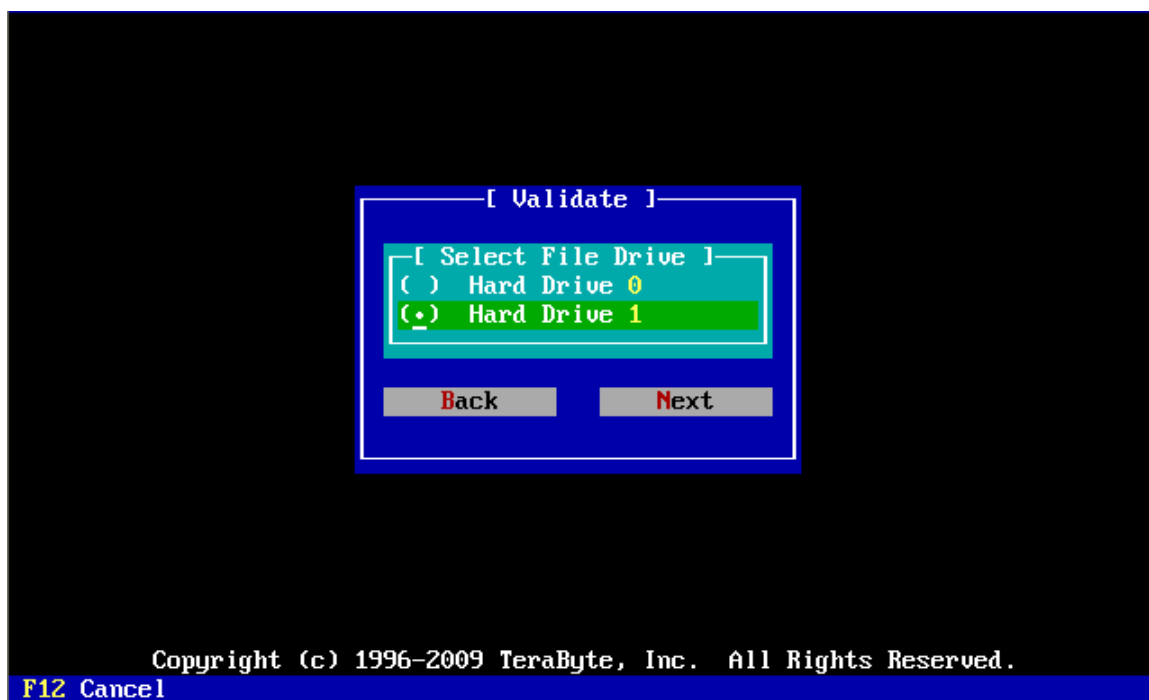 [ Validate ]
[ Select File Drive ]
( ) Hard Drive 0
(•) Hard Drive 1
Back Next
Copyright (c) 1996-2009 TeraByte, Inc. All Rights Reserved.
F12 Cancel